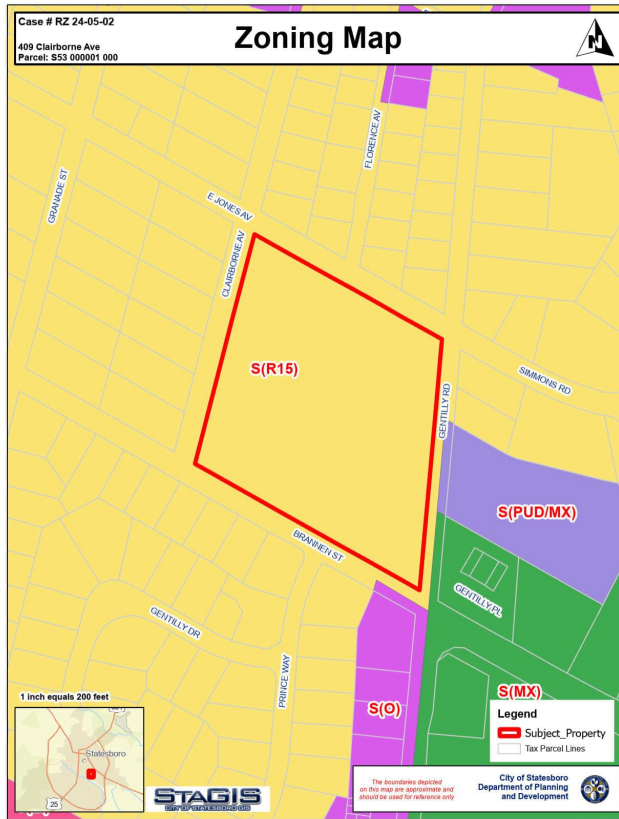 Case # RZ 24-05-02
409 Clairborne Ave
Parcel: S53 000001 000
Zoning Map
N
FLORENCE AV
GRANADE ST
E JONES AV
CLAIRBORNE AV
S(R15)
SIMMONS RD
GENTILLY RD
S(PUD/MX)
BRANNEN ST
GENTILLY PL
GENTILLY DR
PRINCE WAY
S(MX)
S(O)
1 inch equals 200 feet
Statesboro
25
Legend
Subject_Property
Tax Parcel Lines
STAGIS
CITY OF STATESBORO GIS
The boundaries depicted
on this map are approximate and
should be used for reference only
City of Statesboro
Department of Planning
and Development